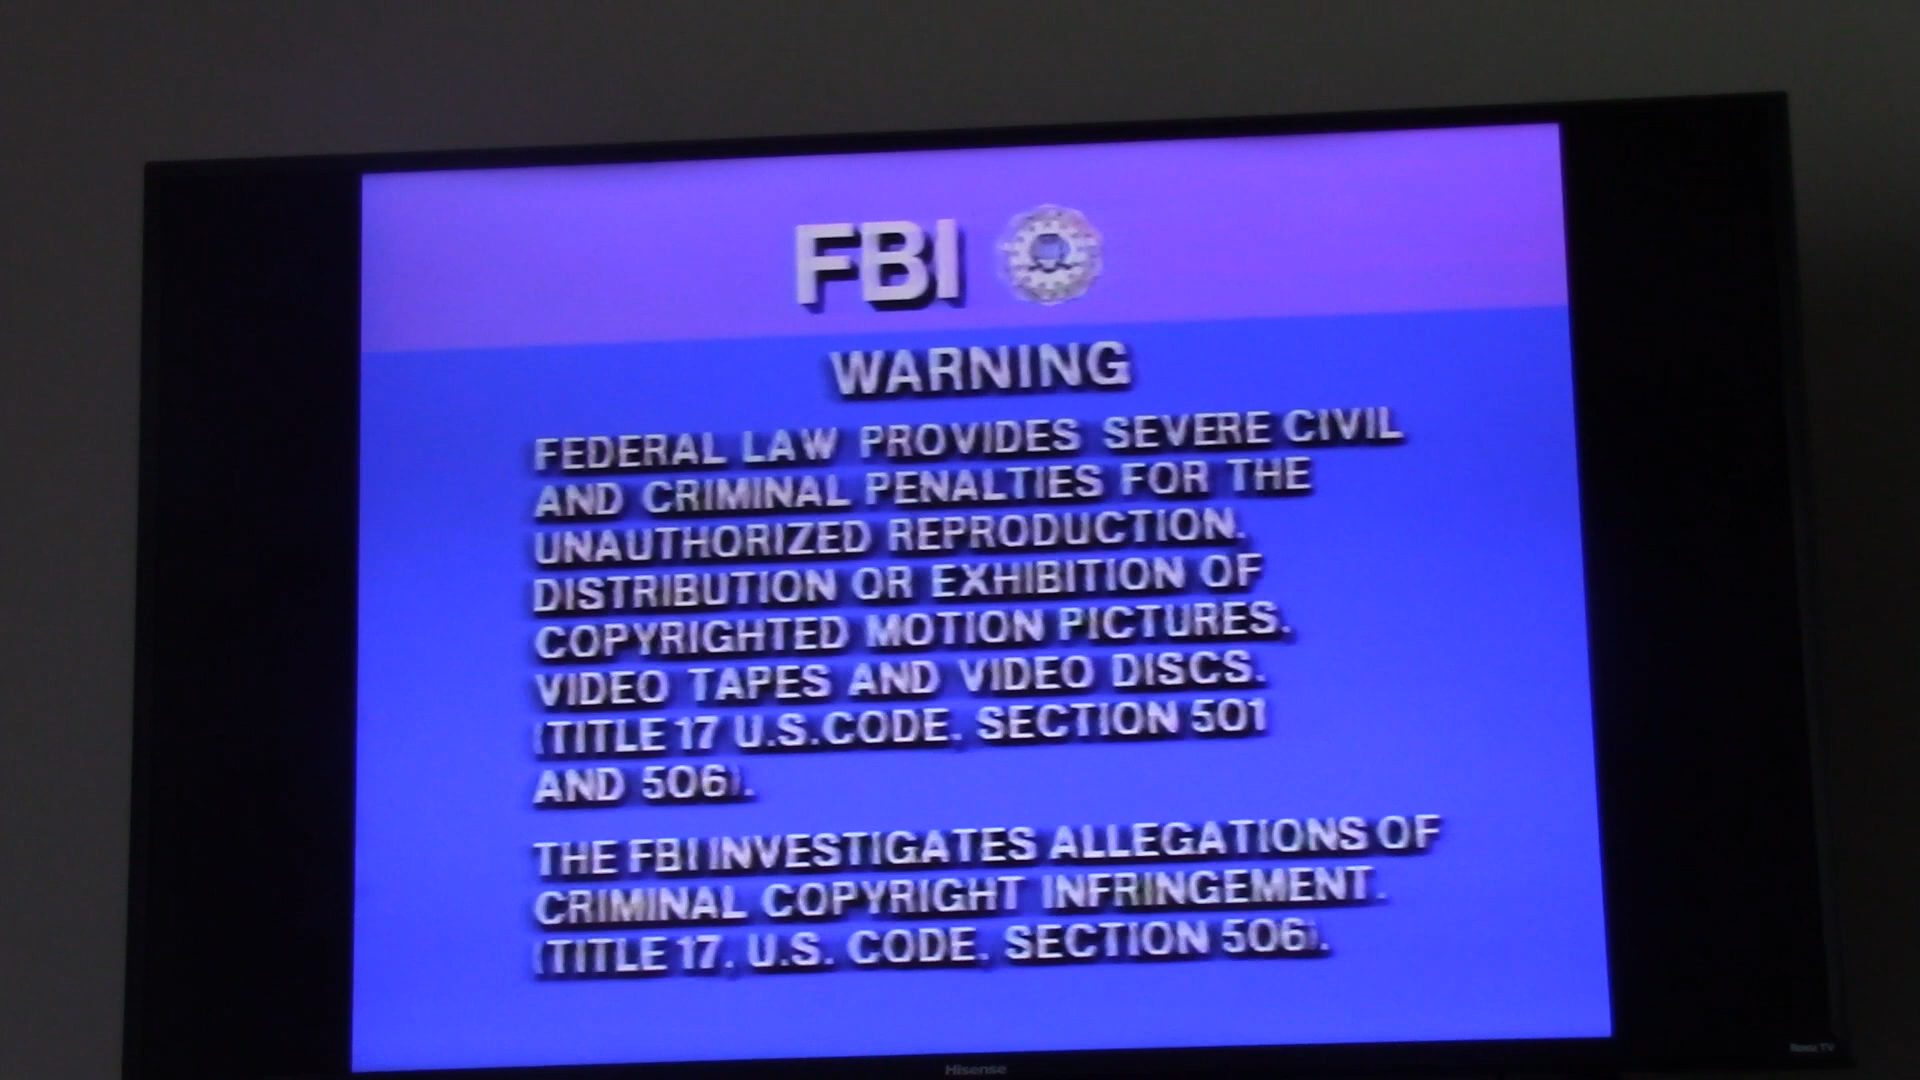 FBI
WARNING
FEDERAL LAW PROVIDES SEVERE CIVIL
AND CRIMINAL PENALTIES FOR THE
UNAUTHORIZED REPRODUCTION,
DISTRIBUTION OR EXHIBITION OF
COPYRIGHTED MOTION PICTURES,
VIDEO TAPES AND VIDEO DISCS.
(TITLE 17 U.S.CODE, SECTION 501
AND 506).
THE FBI INVESTIGATES ALLEGATIONS OF
CRIMINAL COPYRIGHT INFRINGEMENT.
(TITLE 17, U.S. CODE, SECTION 506).
Hisense
Roku TV